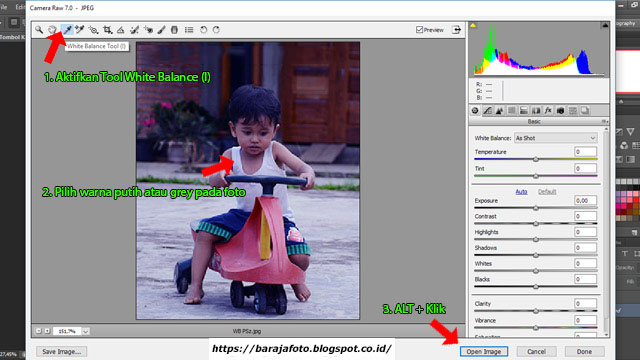 Camera Raw 7.0 - JPEG
Preview
White Balance Tool (I)
1. Aktifkan Tool White Balance (I)
2. Pilih warna putih atau grey pada foto
3. ALT + Klik
R: ---
G: ---
B: ---
Basic
White Balance: As Shot
Temperature 0
Tint 0
Auto Default
Exposure 0,00
Contrast 0
Highlights 0
Shadows 0
Whites 0
Blacks 0
Clarity 0
Vibrance 0
151,7%
WB PSz.jpg
Save Image...
https://barajafoto.blogspot.co.id/
Open Image
Cancel
Done